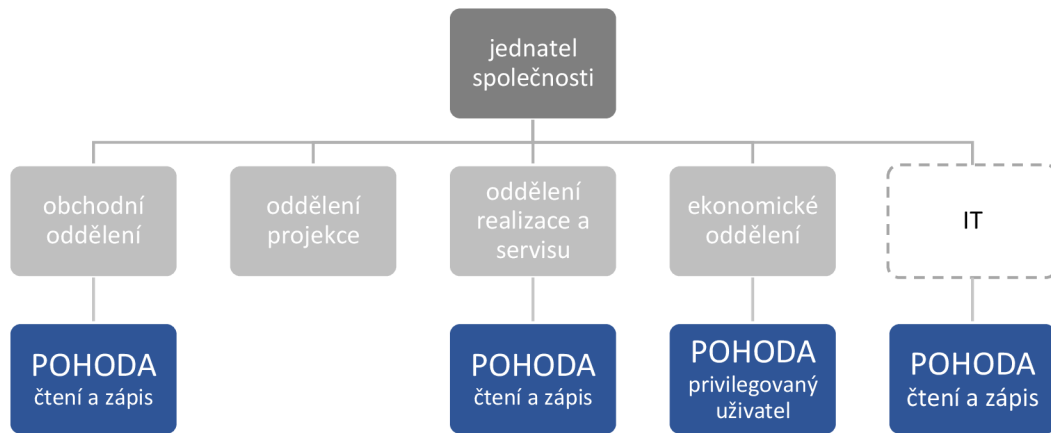 jednatel
společnosti
obchodní
oddělení
oddělení
projekce
oddělení
realizace a
servisu
ekonomické
oddělení
IT
POHODA
čtení a zápis
POHODA
čtení a zápis
POHODA
privilegovaný
uživatel
POHODA
čtení a zápis